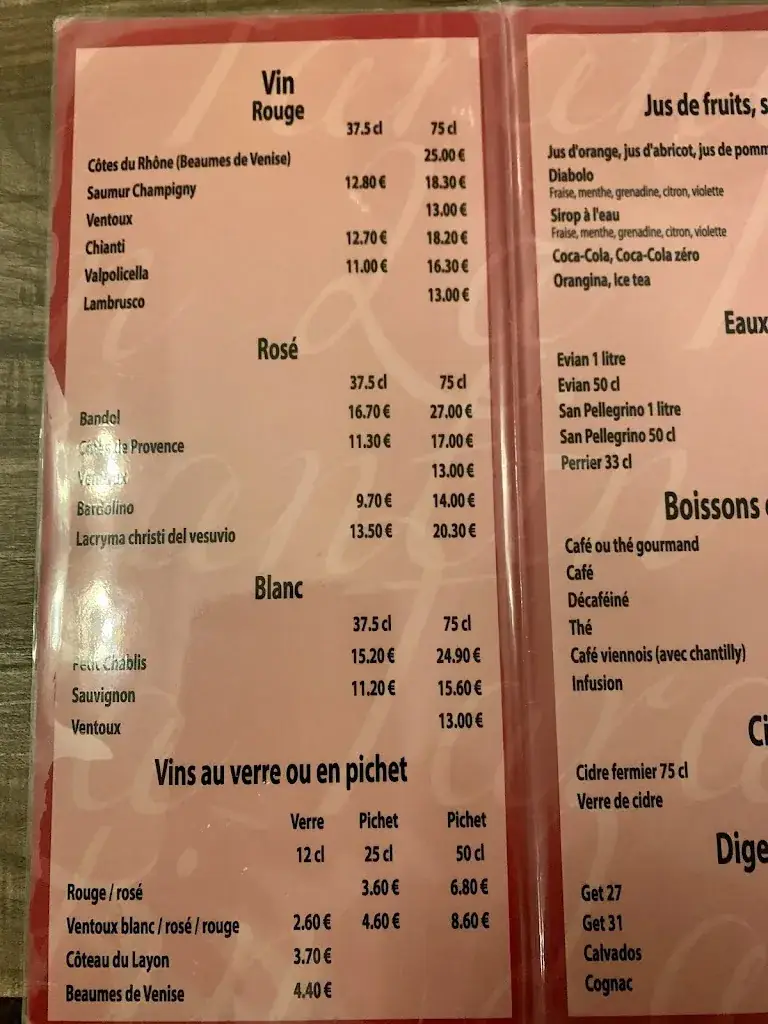 Vin
Rouge
37.5 cl 75 cl
Côtes du Rhône (Beaumes de Venise) 25.00 €
Saumur Champigny 12.80 € 18.30 €
Ventoux 13.00 €
Chianti 12.70 € 18.20 €
Valpolicella 11.00 € 16.30 €
Lambrusco 13.00 €
Rosé
37.5 cl 75 cl
Bandol 16.70 € 27.00 €
Côtes de Provence 11.30 € 17.00 €
Ventoux 13.00 €
Bardolino 9.70 € 14.00 €
Lacryma christi del vesuvio 13.50 € 20.30 €
Blanc
37.5 cl 75 cl
Petit Chablis 15.20 € 24.90 €
Sauvignon 11.20 € 15.60 €
Ventoux 13.00 €
Vins au verre ou en pichet
Verre Pichet Pichet
12 cl 25 cl 50 cl
Rouge / rosé 3.60 € 6.80 €
Ventoux blanc / rosé / rouge 2.60 € 4.60 € 8.60 €
Côteau du Layon 3.70 €
Beaumes de Venise 4.40 €
Jus de fruits, s
Jus d'orange, jus d'abricot, jus de pomm
Diabolo
Fraise, menthe, grenadine, citron, violette
Sirop à l'eau
Fraise, menthe, grenadine, citron, violette
Coca-Cola, Coca-Cola zéro
Orangina, Ice tea
Eaux
Evian 1 litre
Evian 50 cl
San Pellegrino 1 litre
San Pellegrino 50 cl
Perrier 33 cl
Boissons
Café ou thé gourmand
Café
Décaféiné
Thé
Café viennois (avec chantilly)
Infusion
Ci
Cidre fermier 75 cl
Verre de cidre
Dige
Get 27
Get 31
Calvados
Cognac